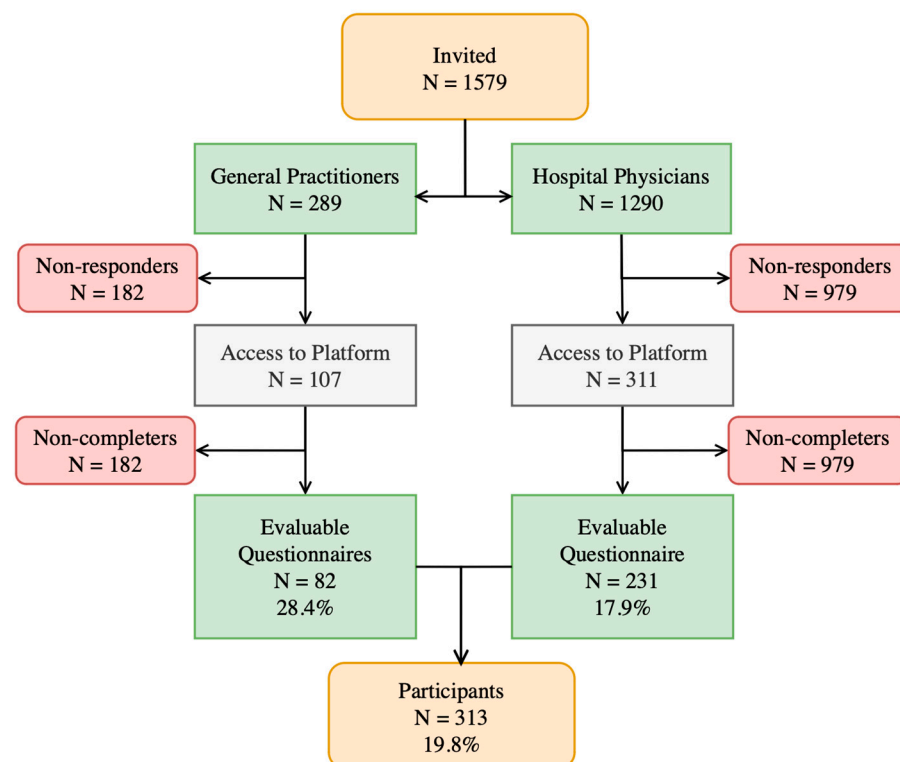 Invited
N = 1579
General Practitioners
N = 289
Hospital Physicians
N = 1290
Non-responders
N = 182
Non-responders
N = 979
Access to Platform
N = 107
Access to Platform
N = 311
Non-completers
N = 182
Non-completers
N = 979
Evaluable
Questionnaires
N = 82
28.4%
Evaluable
Questionnaire
N = 231
17.9%
Participants
N = 313
19.8%